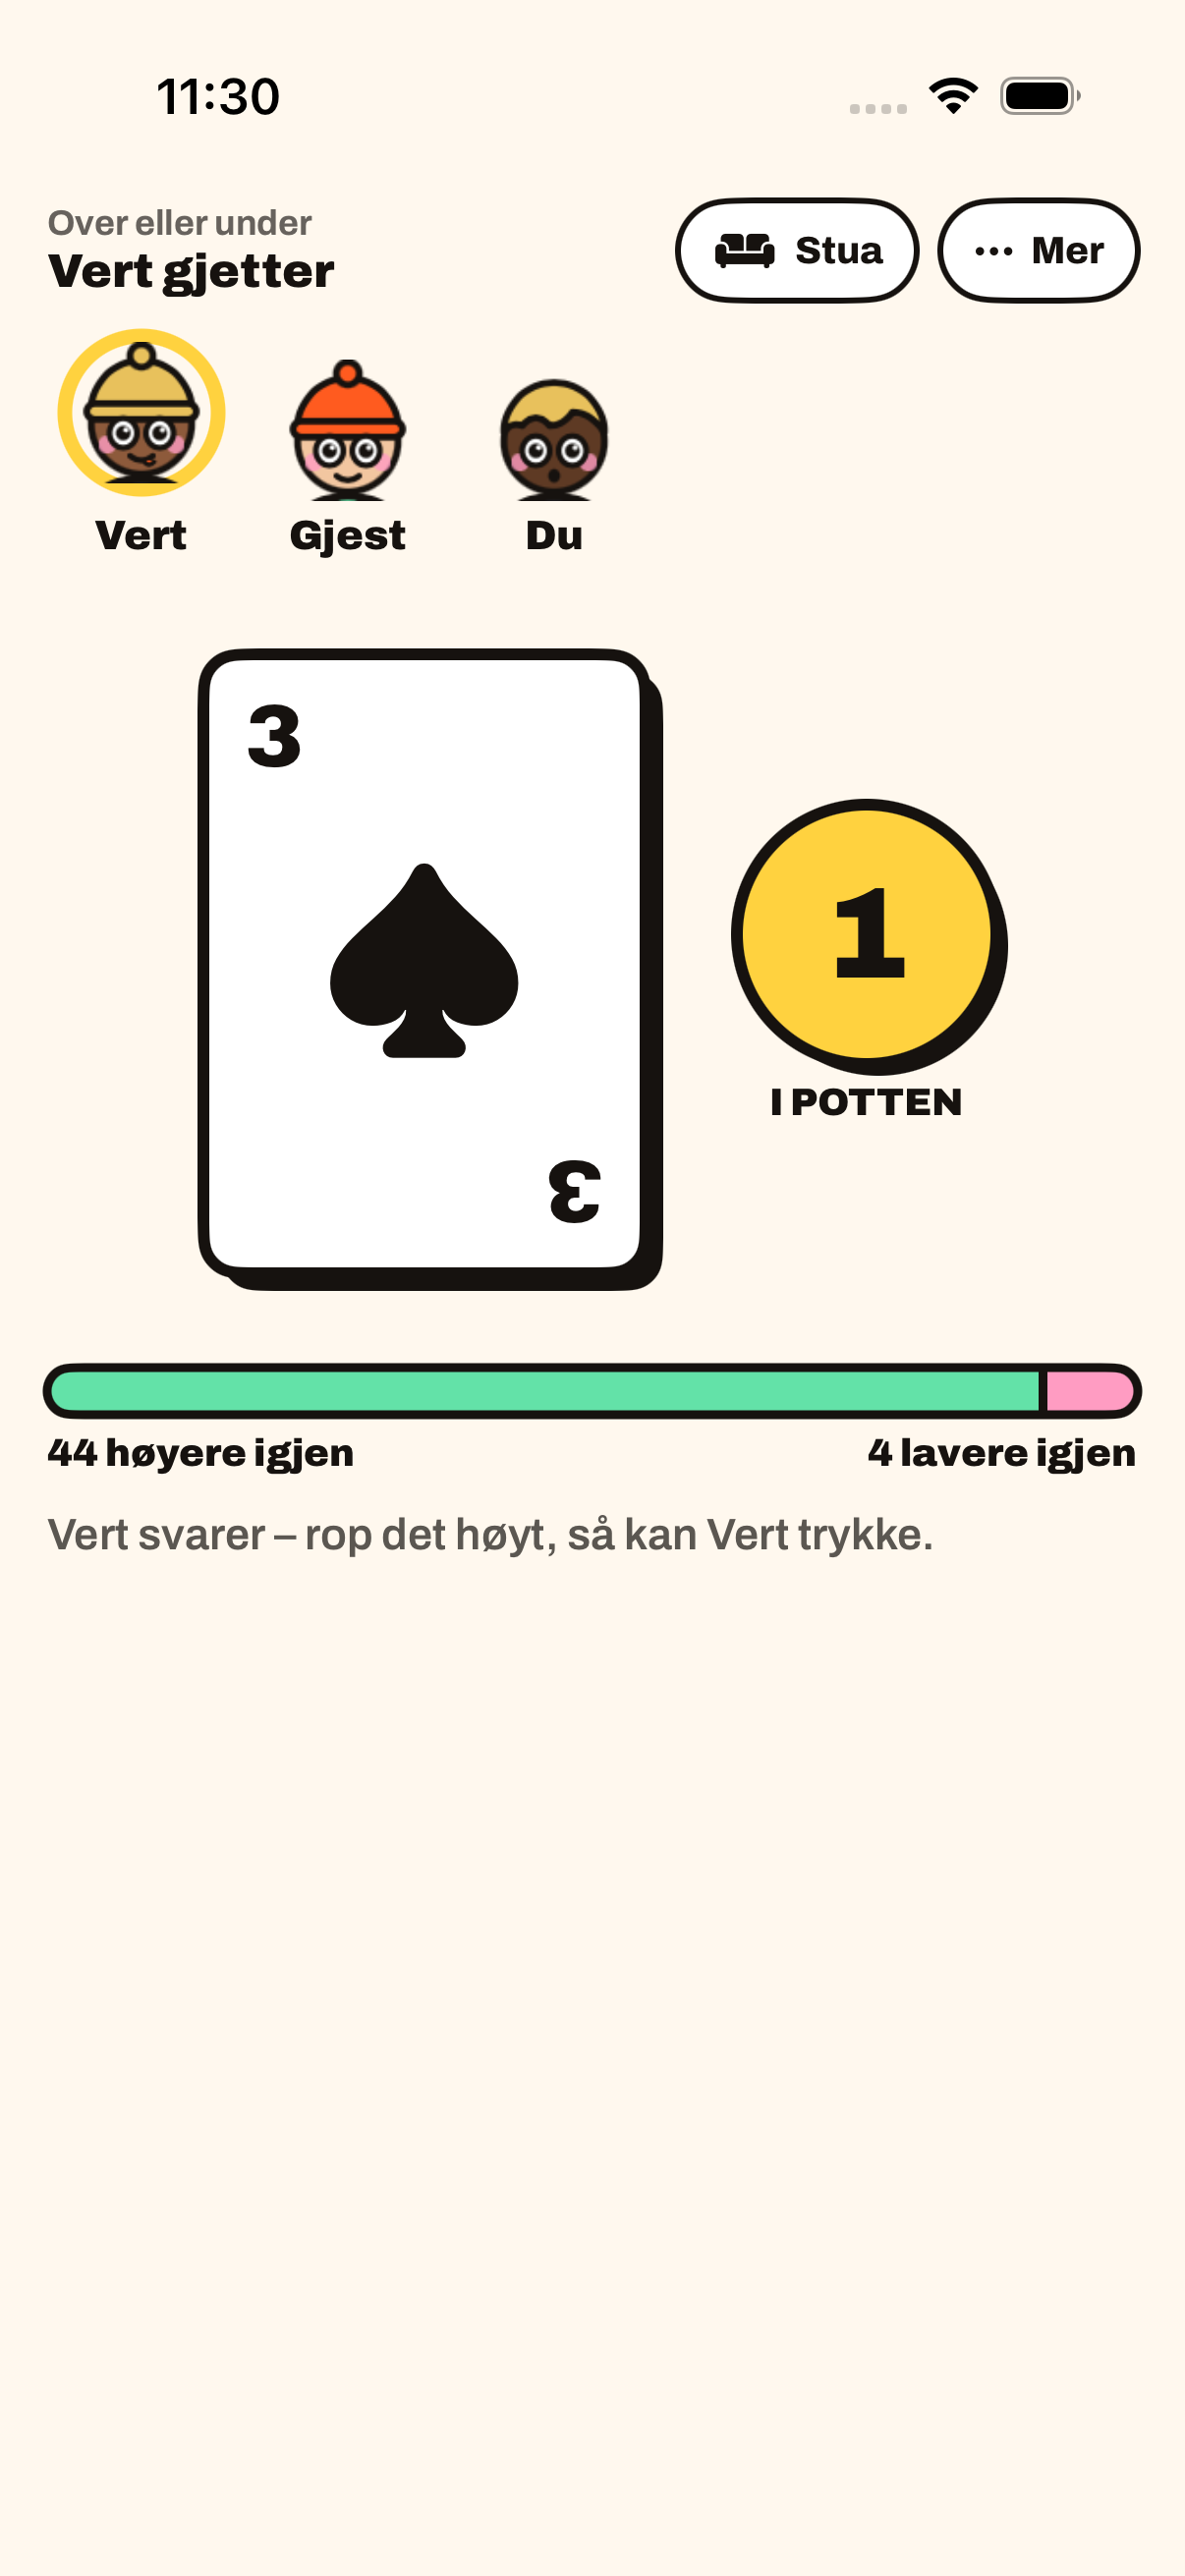 11:30
Over eller under
Vert gjetter
Stua
Mer
Vert
Gjest
Du
3
1
I POTTEN
3
44 høyere igjen
4 lavere igjen
Vert svarer – rop det høyt, så kan Vert trykke.